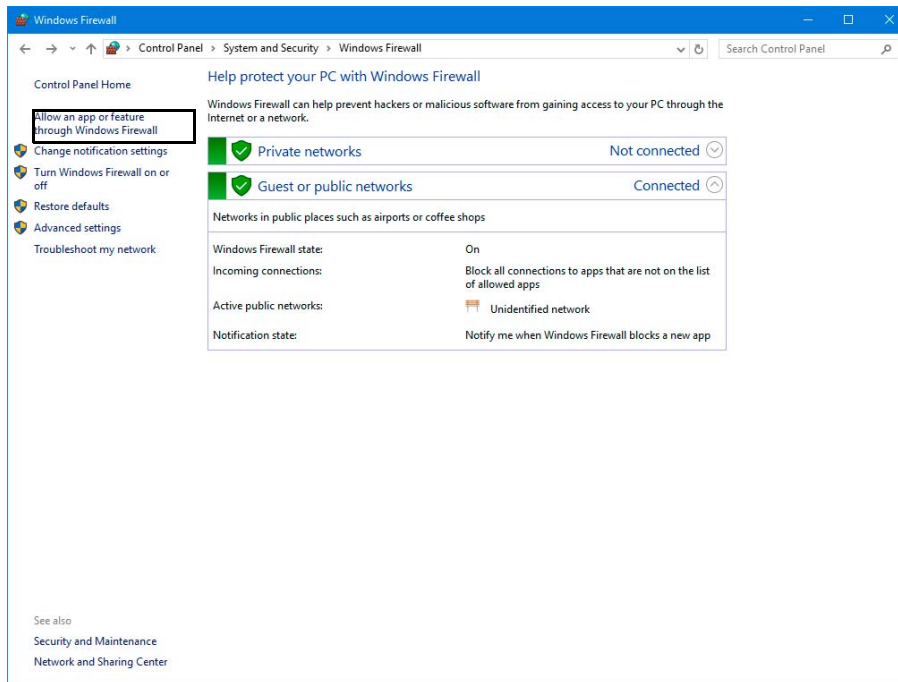 Windows Firewall
Control Panel > System and Security > Windows Firewall
Search Control Panel
Control Panel Home
Allow an app or feature
through Windows Firewall
Change notification settings
Turn Windows Firewall on or
off
Restore defaults
Advanced settings
Troubleshoot my network
Help protect your PC with Windows Firewall
Windows Firewall can help prevent hackers or malicious software from gaining access to your PC through the
Internet or a network.
Private networks Not connected
Guest or public networks Connected
Networks in public places such as airports or coffee shops
Windows Firewall state: On
Incoming connections: Block all connections to apps that are not on the list
of allowed apps
Active public networks: Unidentified network
Notification state: Notify me when Windows Firewall blocks a new app
See also
Security and Maintenance
Network and Sharing Center